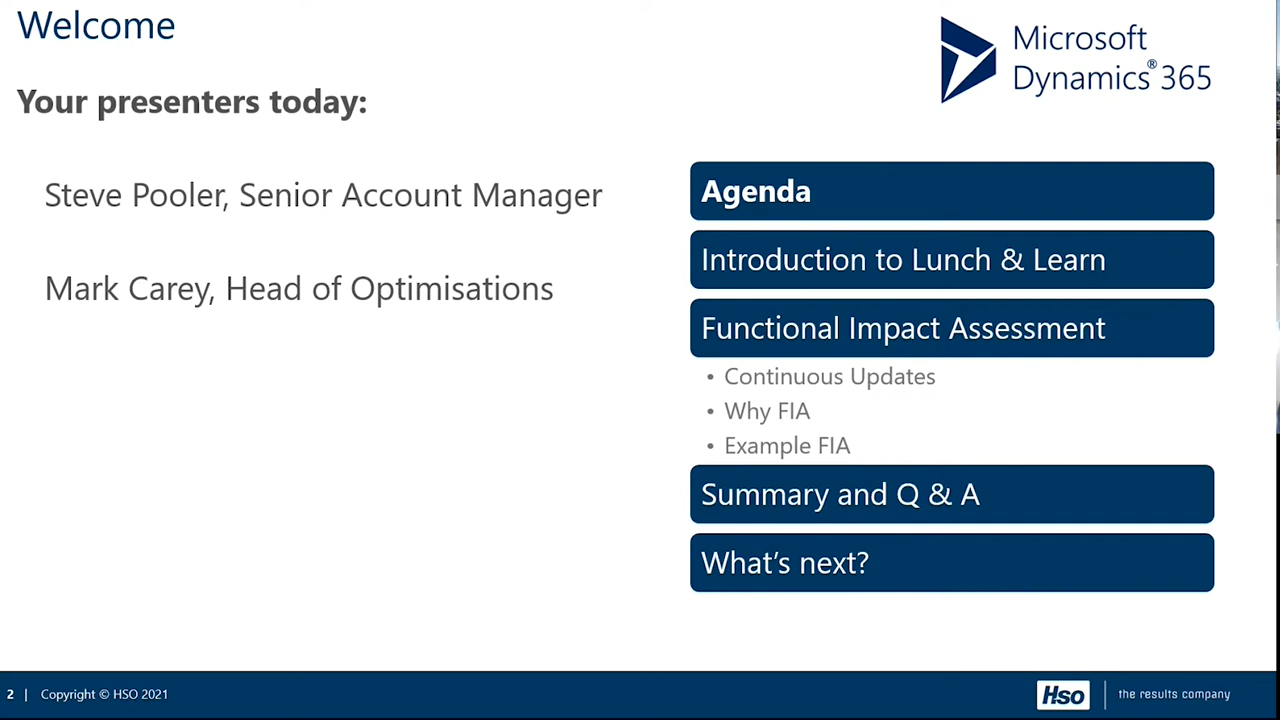 Welcome
Your presenters today:
Steve Pooler, Senior Account Manager
Mark Carey, Head of Optimisations
Microsoft
Dynamics® 365
Agenda
Introduction to Lunch & Learn
Functional Impact Assessment
• Continuous Updates
• Why FIA
• Example FIA
Summary and Q & A
What's next?
2 | Copyright © HSO 2021
Hso | the results company